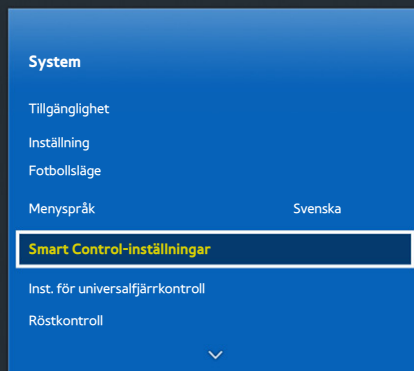 System
Tillgänglighet
Inställning
Fotbollsläge
Menyspråk Svenska
Smart Control-inställningar
Inst. för universalfjärrkontroll
Röstkontroll